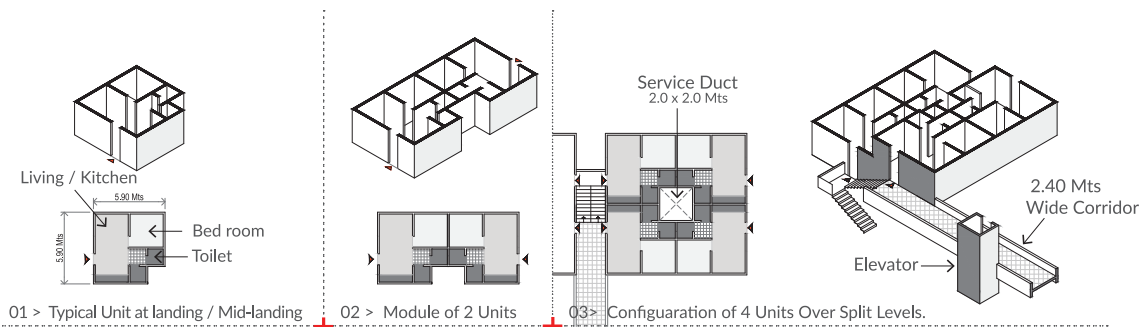 Service Duct
2.0 x 2.0 Mts
Living / Kitchen
5.90 Mts
5.90 Mts
Bed room
Toilet
2.40 Mts
Wide Corridor
Elevator
01 > Typical Unit at landing / Mid-landing
02 > Module of 2 Units
03> Configuaration of 4 Units Over Split Levels.